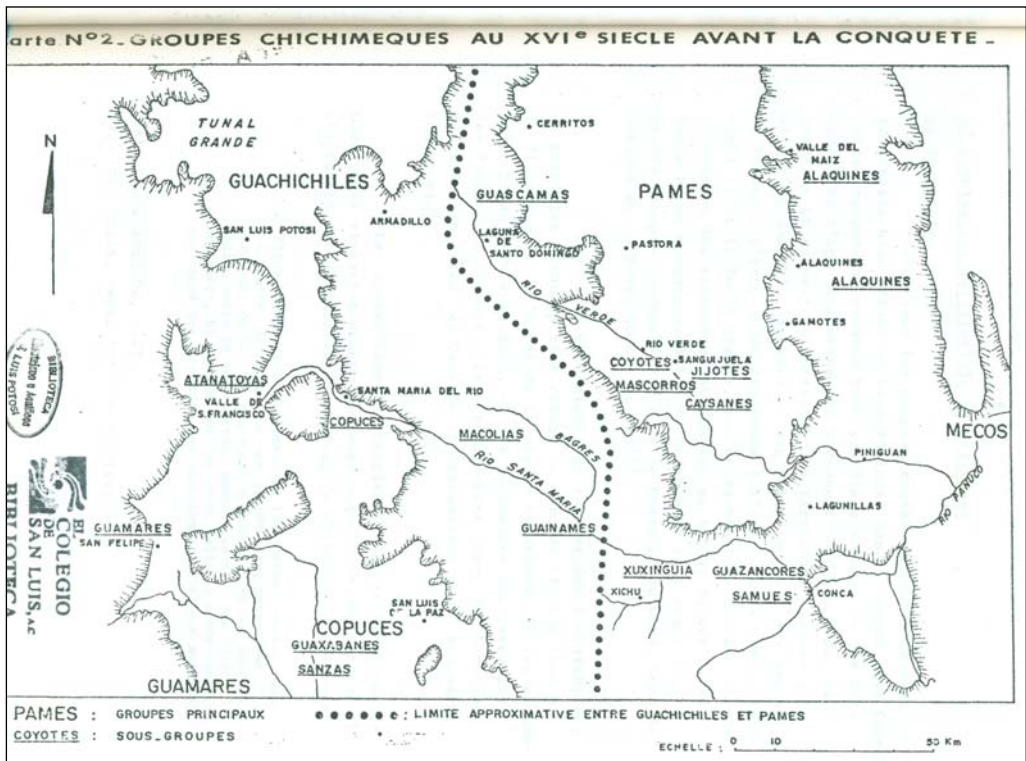 arte N°2_ GROUPES CHICHIMEQUES AU XVIe SIECLE AVANT LA CONQUETE_
TUNAL
GRANDE
CERRITOS
N
VALLE DEL
MAIZ
ALAQUINES
GUACHICHILES
PAMES
GUASCAMAS
ARMADILLO
SAN LUIS POTOSI
LAGUNA
DE
SANTO DOMINGO
PASTORA
ALAQUINES
ALAQUINES
RIO
VERDE
GAMOTES
RIO VERDE
COYOTES
SANGUIJUELA
JIJOTES
MASCORROS
CAYSANES
BIBLIOTECA
ATANATOYAS
VALLE DE
S. FRANCISCO
SANTA MARIA DEL RIO
COPUCES
MACOLIAS
BAGRES
MECOS
PINIGUAN
RIO SANTA MARIA
RIO PANUCO
LAGUNILLAS
EL
COLEGIO
DE
SAN LUIS, A.C
BIBLIOTECA
GUAMARES
SAN FELIPE
GUAINAMES
XUXINGUIA
GUAZANCORES
XICHU
SAMUES
CONCA
SAN LUIS
DE LA PAZ
COPUCES
GUAXABANES
SANZAS
GUAMARES
PAMES : GROUPES PRINCIPAUX
: LIMITE APPROXIMATIVE ENTRE GUACHICHILES ET PAMES
COYOTES : SOUS-GROUPES
ECHELLE : 0 10 50 Km